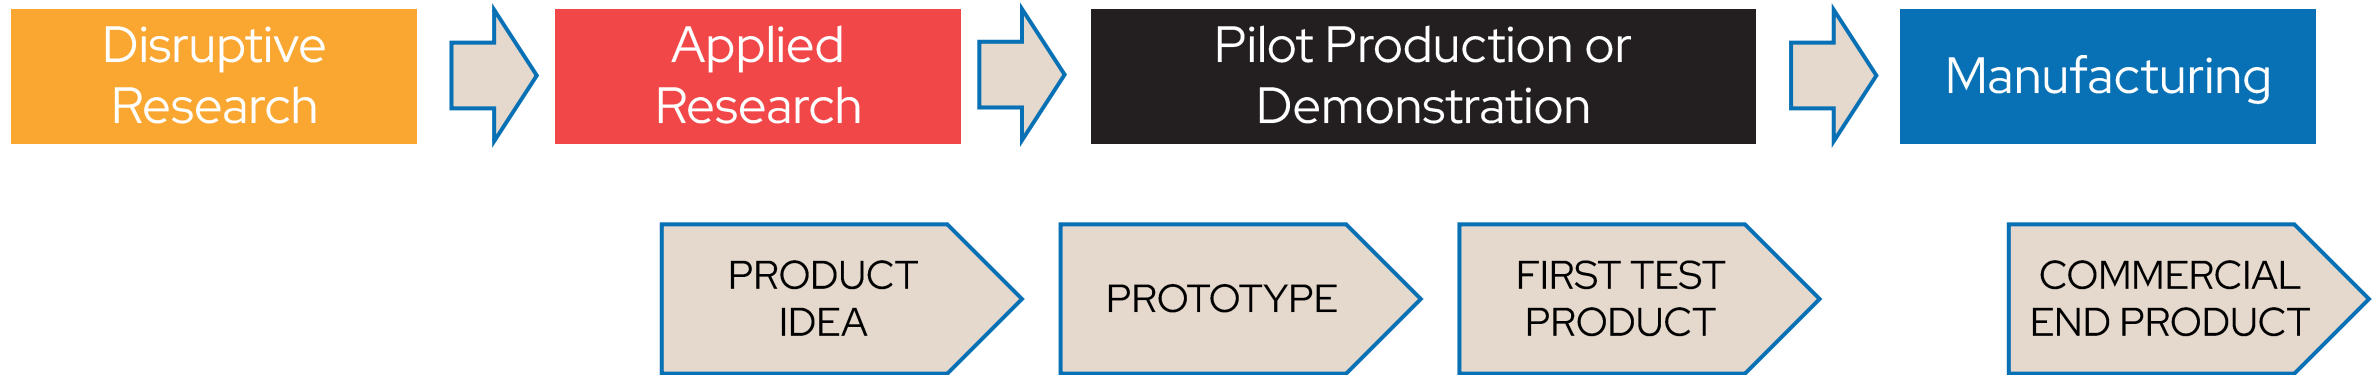 Disruptive
Research
Applied
Research
Pilot Production or
Demonstration
Manufacturing
PRODUCT
IDEA
PROTOTYPE
FIRST TEST
PRODUCT
COMMERCIAL
END PRODUCT